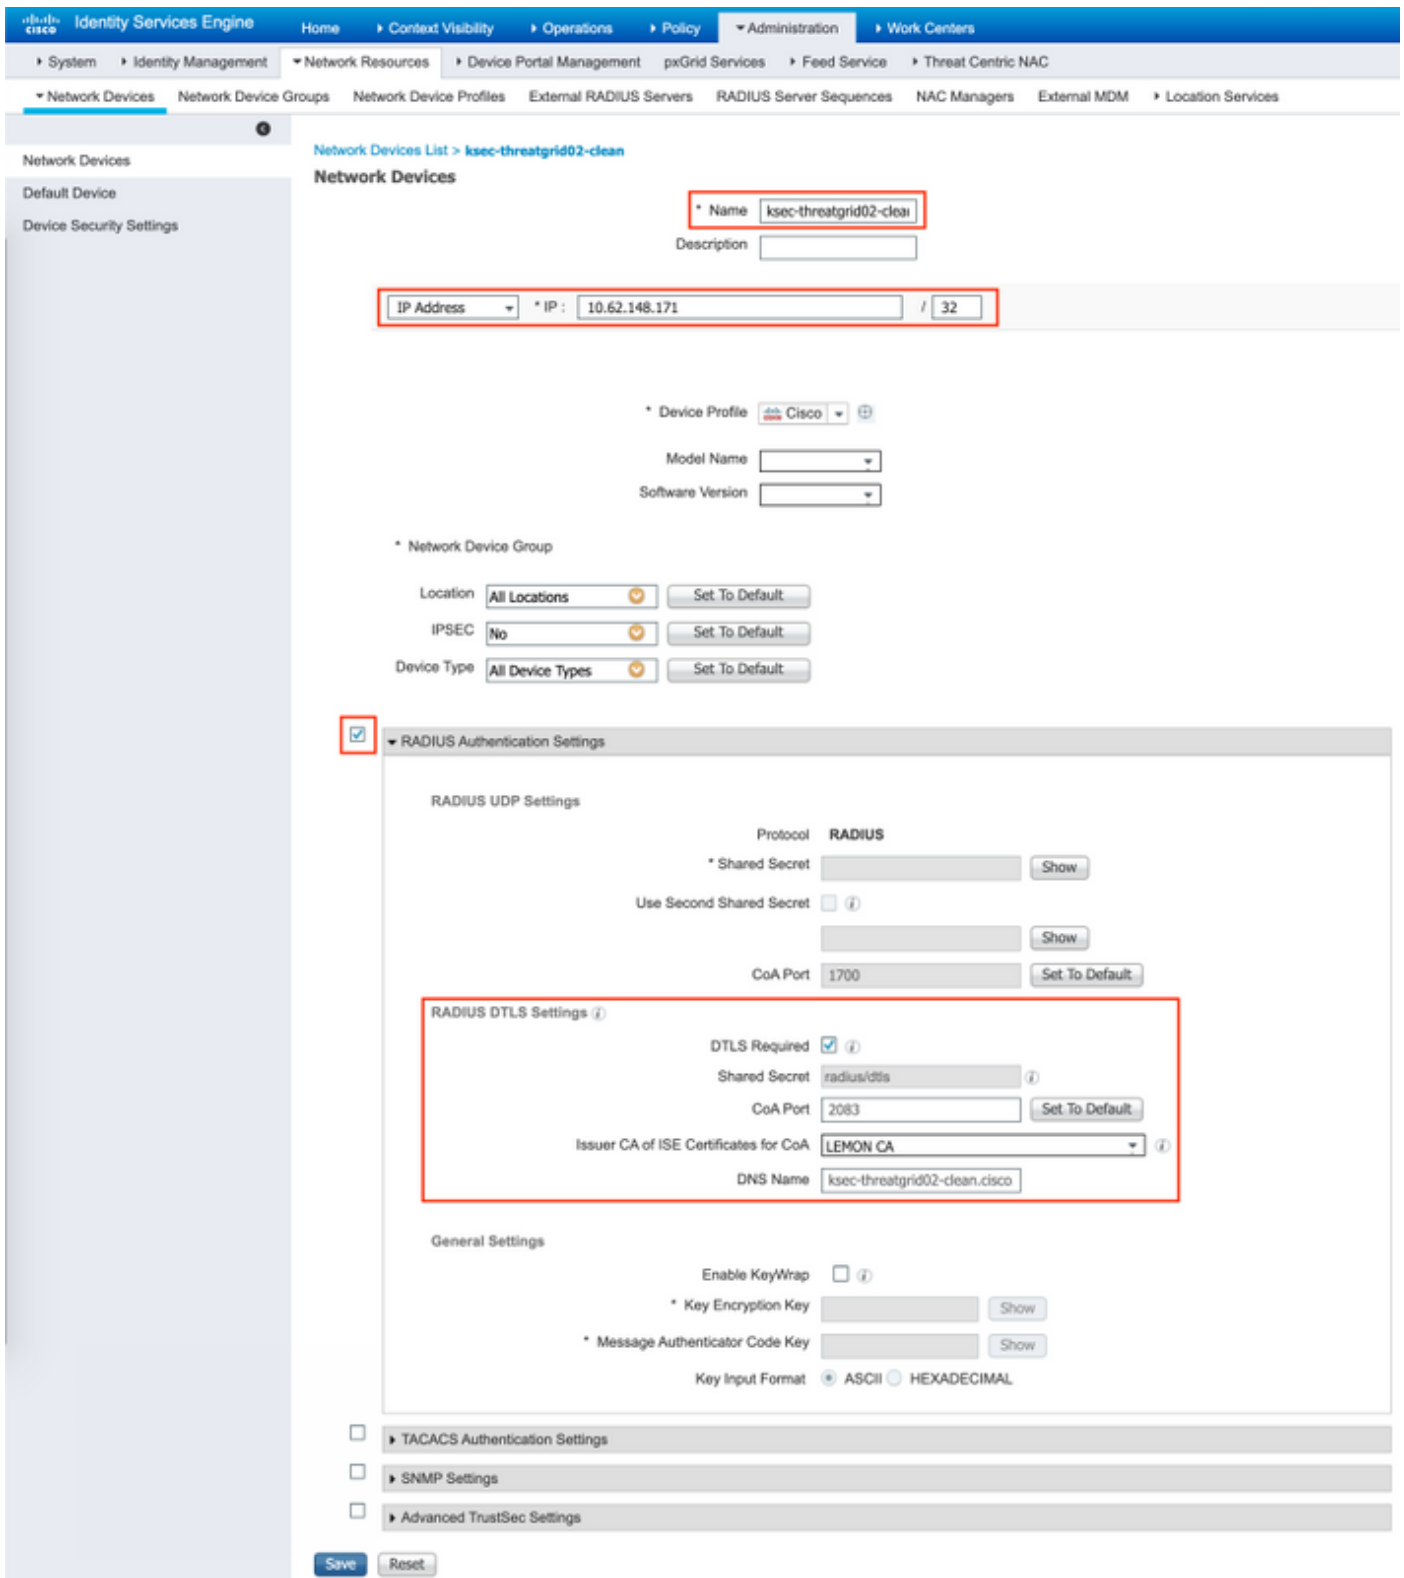 cisco Identity Services Engine Home Context Visibility Operations Policy Administration Work Centers
System Identity Management Network Resources Device Portal Management pxGrid Services Feed Service Threat Centric NAC
Network Devices Network Device Groups Network Device Profiles External RADIUS Servers RADIUS Server Sequences NAC Managers External MDM Location Services
Network Devices
Default Device
Device Security Settings
Network Devices List > ksec-threatgrid02-clean
Network Devices
* Name ksec-threatgrid02-clean
Description
IP Address * IP : 10.62.148.171 / 32
* Device Profile Cisco
Model Name
Software Version
* Network Device Group
Location All Locations Set To Default
IPSEC No Set To Default
Device Type All Device Types Set To Default
RADIUS Authentication Settings
RADIUS UDP Settings
Protocol RADIUS
* Shared Secret Show
Use Second Shared Secret i
Show
CoA Port 1700 Set To Default
RADIUS DTLS Settings i
DTLS Required i
Shared Secret radius/dtls i
CoA Port 2083 Set To Default
Issuer CA of ISE Certificates for CoA LEMON CA i
DNS Name ksec-threatgrid02-clean.cisco
General Settings
Enable KeyWrap i
* Key Encryption Key Show
* Message Authenticator Code Key Show
Key Input Format ASCII HEXADECIMAL
TACACS Authentication Settings
SNMP Settings
Advanced TrustSec Settings
Save Reset